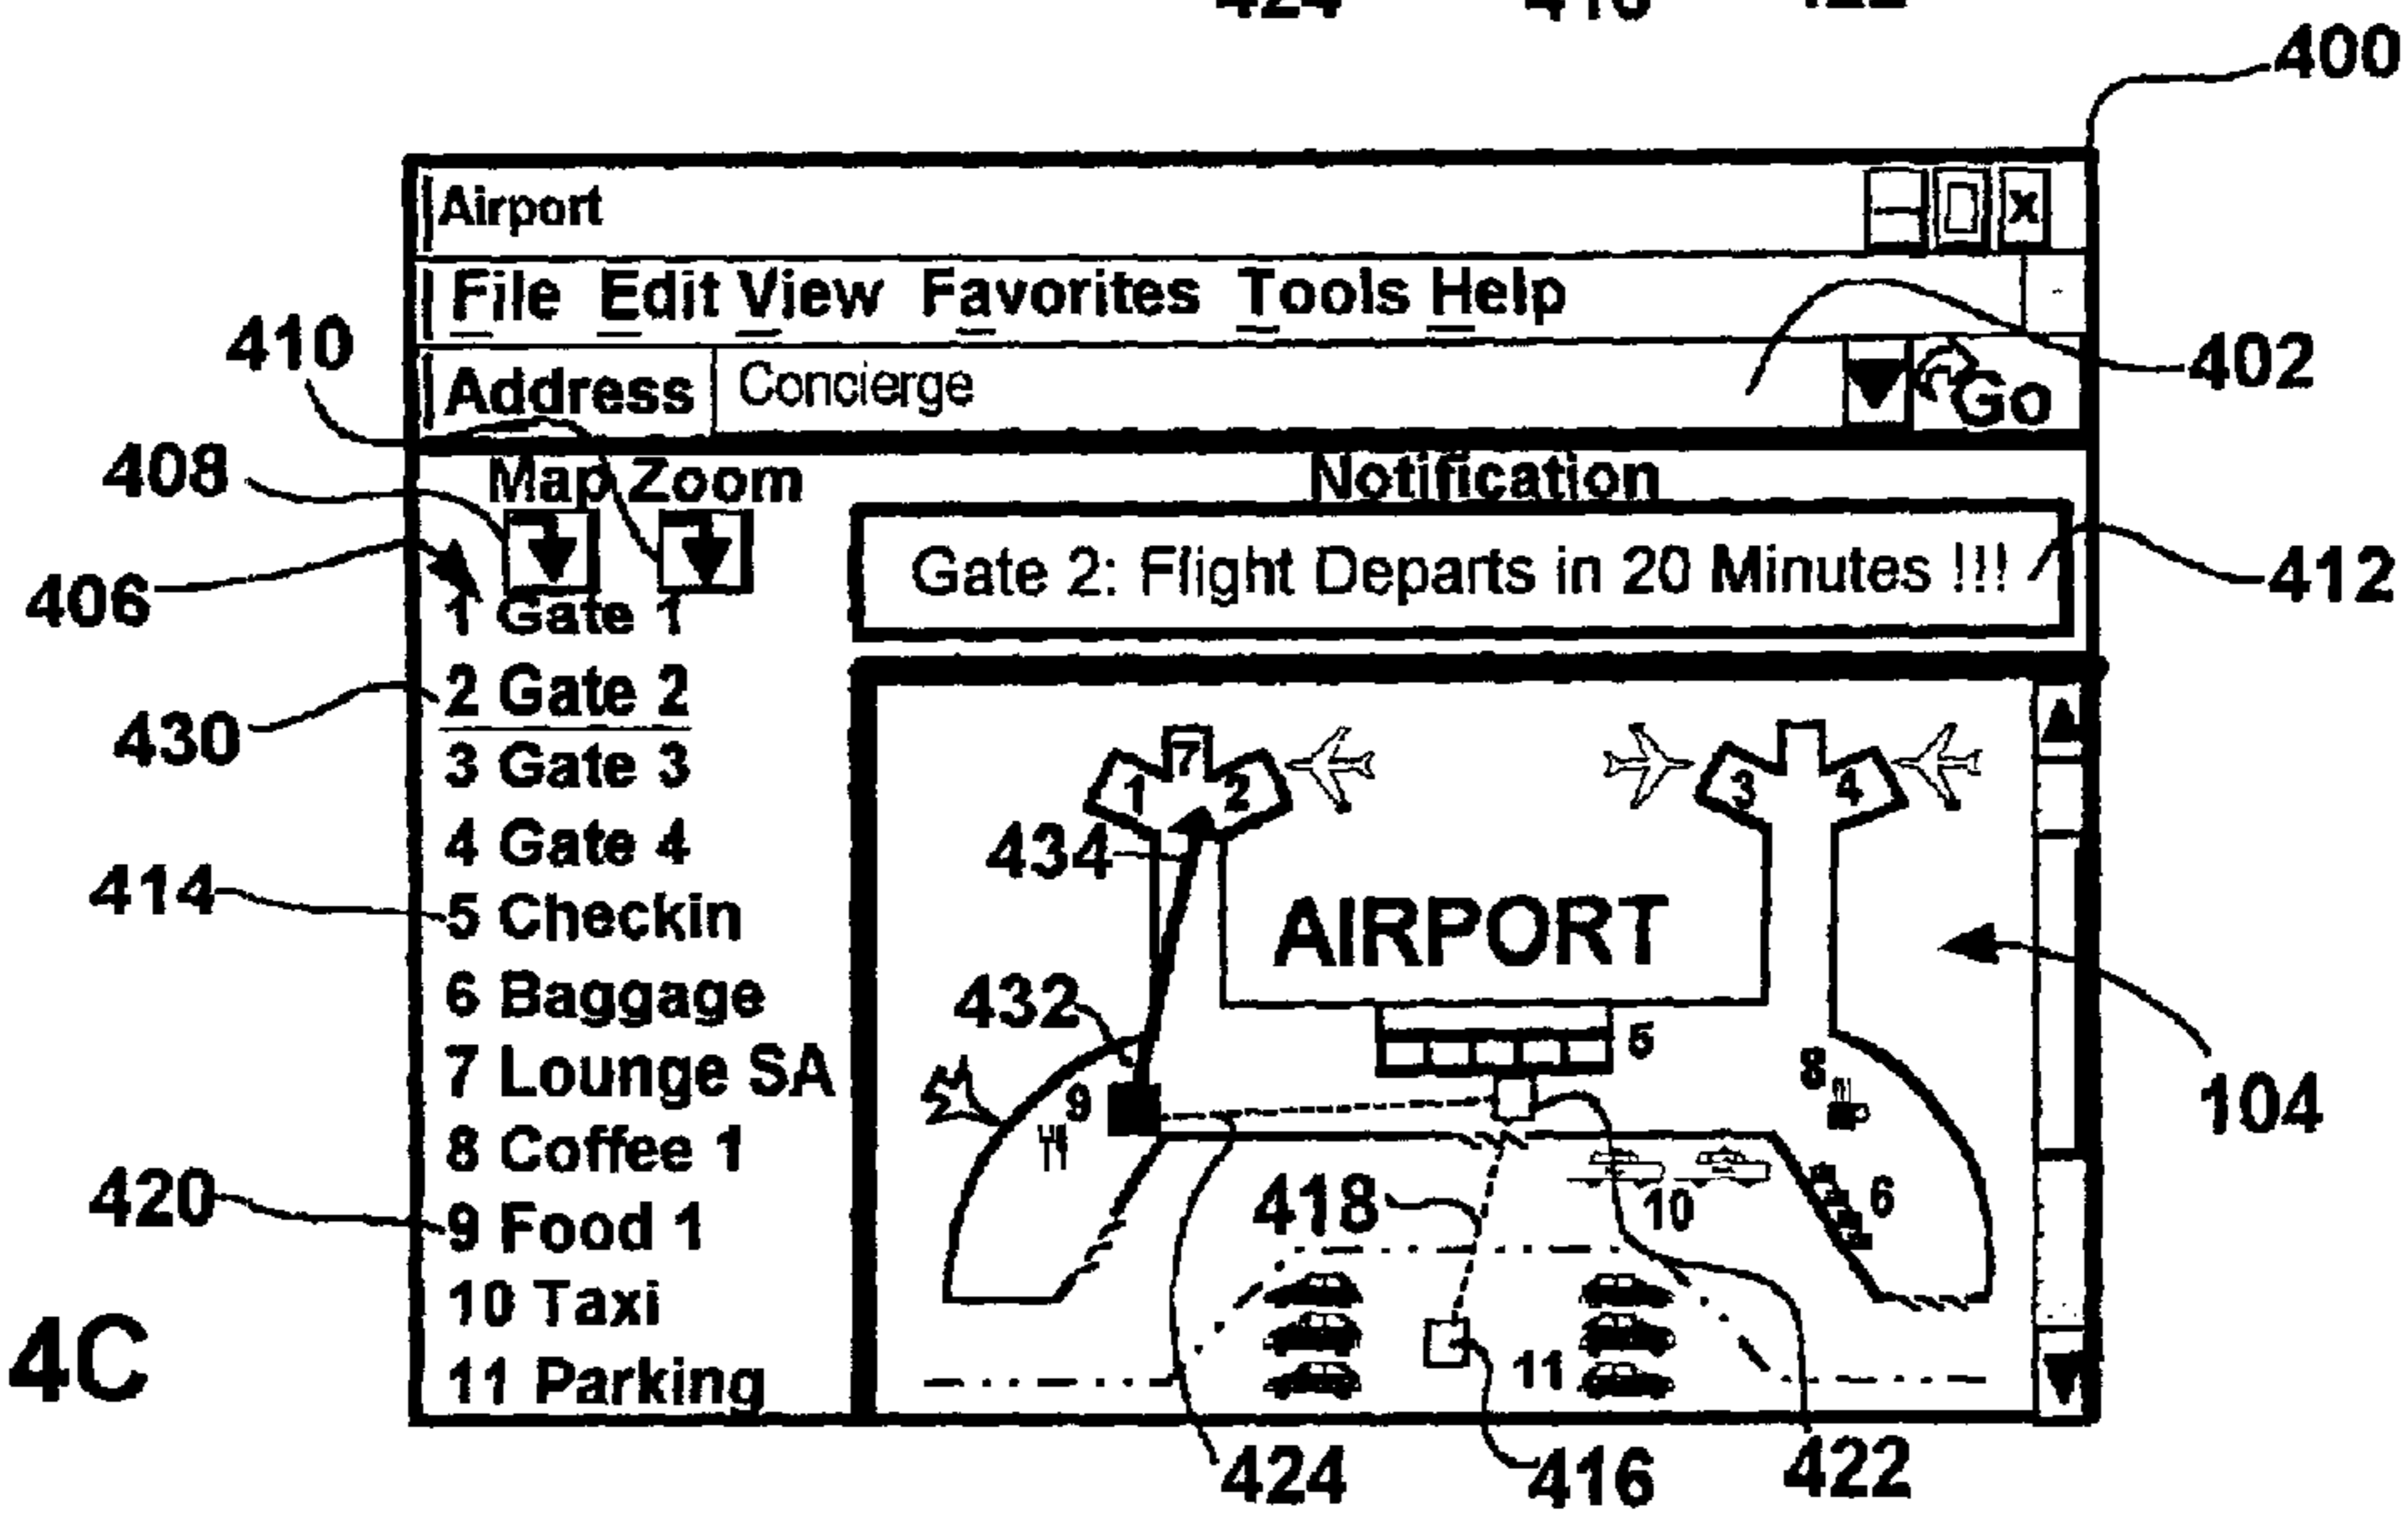 400
Airport x
File Edit View Favorites Tools Help
410
402
Address Concierge Go
408
Map Zoom
Notification
406
Gate 2: Flight Departs in 20 Minutes !!!
412
1 Gate 1
2 Gate 2
430
3 Gate 3
4 Gate 4
414
5 Checkin
6 Baggage
7 Lounge SA
8 Coffee 1
420
9 Food 1
10 Taxi
11 Parking
4C
7
1 2
3 4
434
AIRPORT
432
5
8
9
104
418
10
6
11
424
416
422